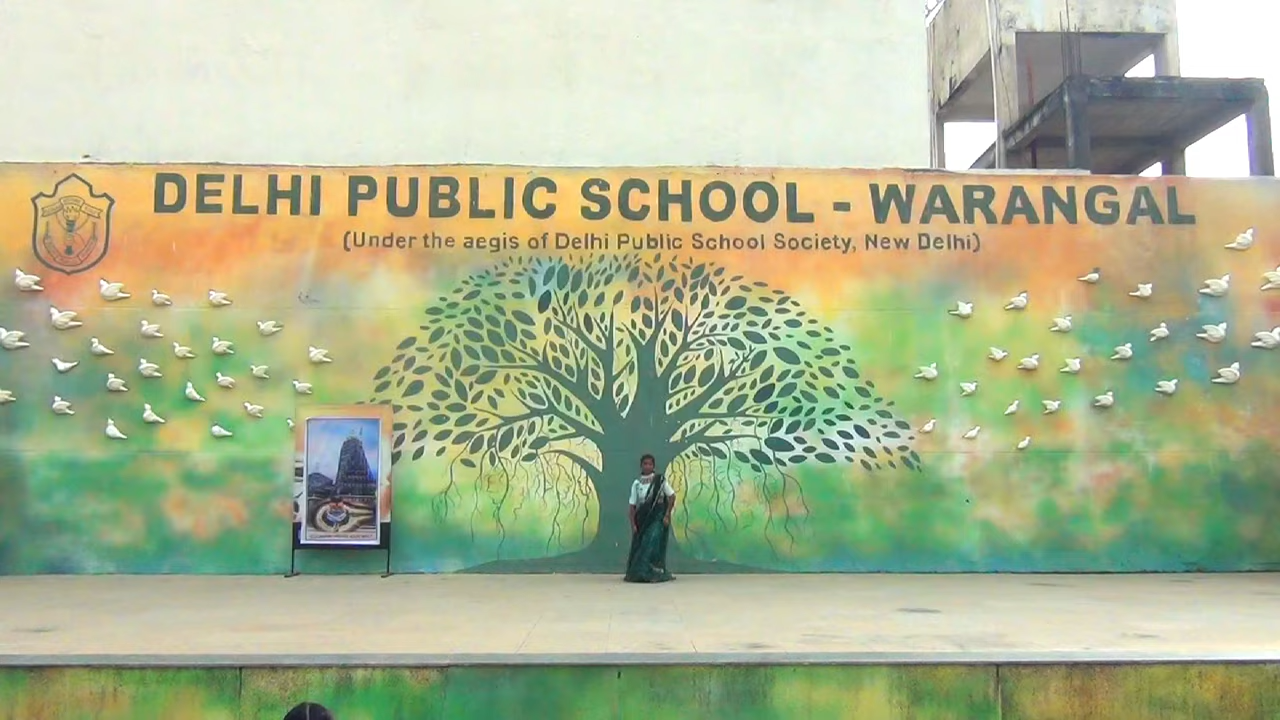 DELHI PUBLIC SCHOOL - WARANGAL
(Under the aegis of Delhi Public School Society, New Delhi)